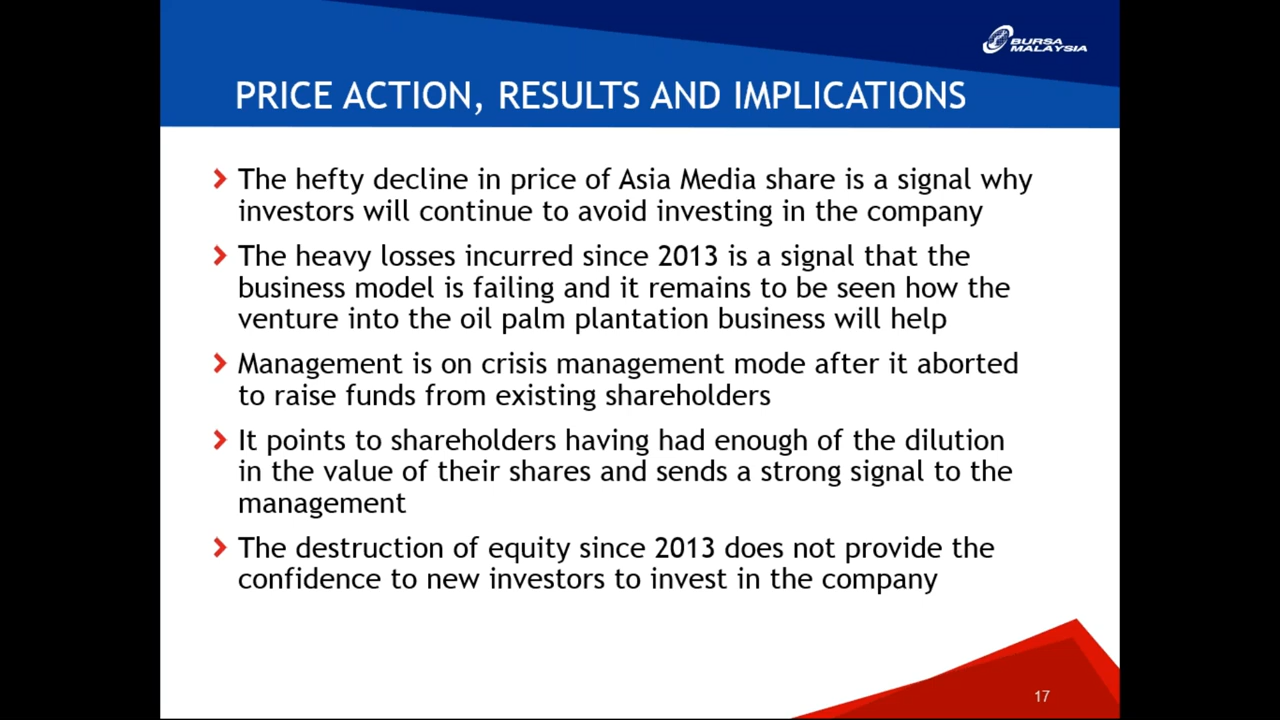 BURSA
MALAYSIA
PRICE ACTION, RESULTS AND IMPLICATIONS
The hefty decline in price of Asia Media share is a signal why
investors will continue to avoid investing in the company
The heavy losses incurred since 2013 is a signal that the
business model is failing and it remains to be seen how the
venture into the oil palm plantation business will help
Management is on crisis management mode after it aborted
to raise funds from existing shareholders
It points to shareholders having had enough of the dilution
in the value of their shares and sends a strong signal to the
management
The destruction of equity since 2013 does not provide the
confidence to new investors to invest in the company
17